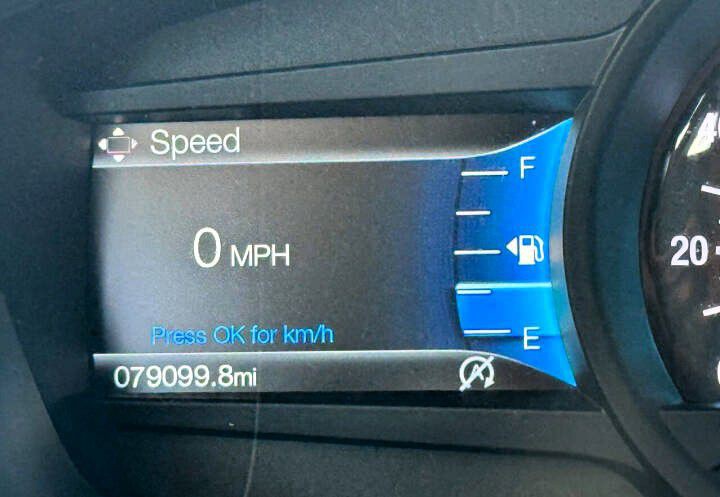 Speed
F
0 MPH
20
Press OK for km/h
E
079099.8mi